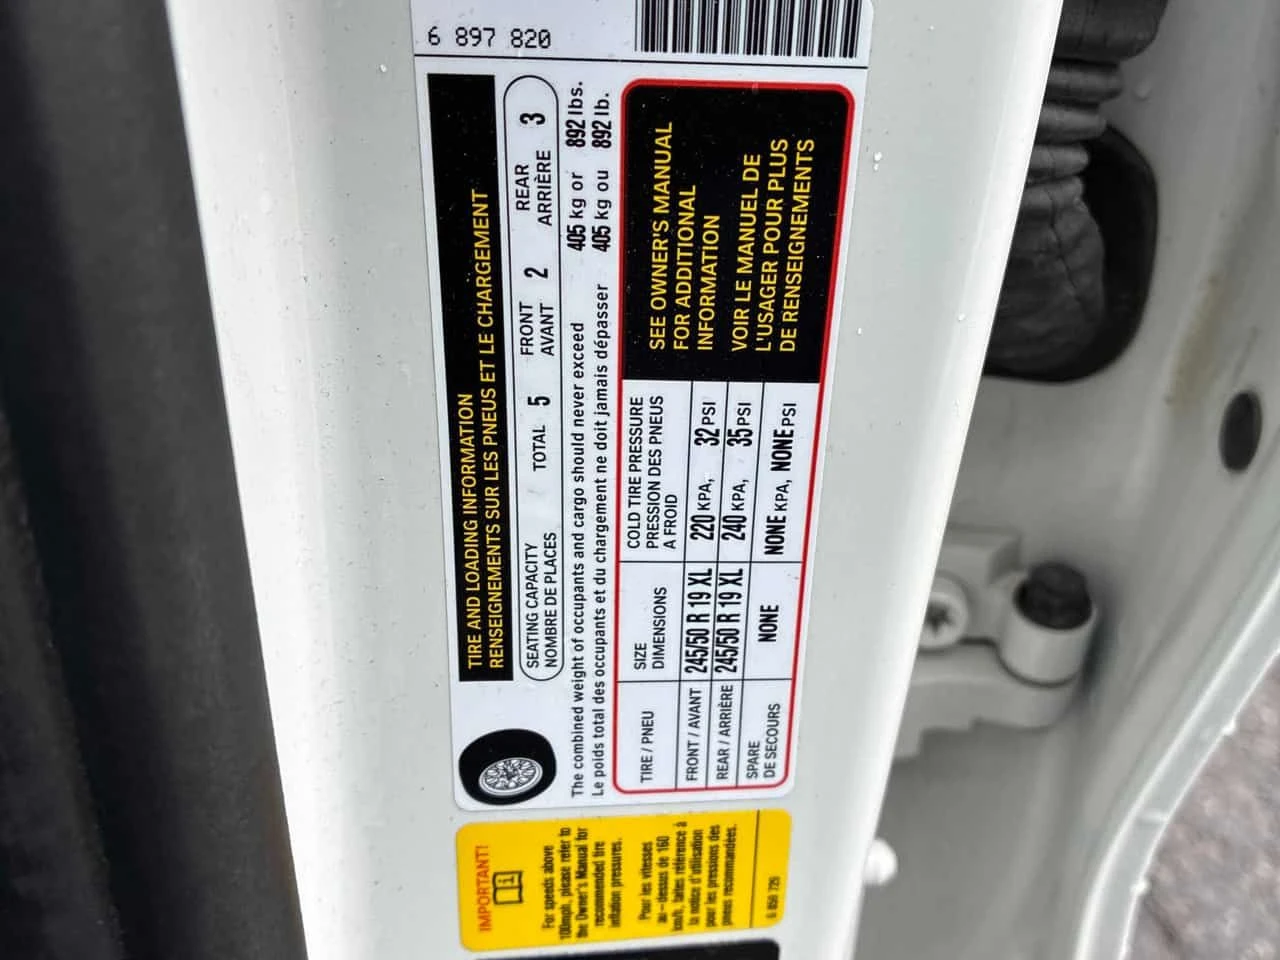 6 897 820
TIRE AND LOADING INFORMATION
RENSEIGNEMENTS SUR LES PNEUS ET LE CHARGEMENT
SEATING CAPACITY
NOMBRE DE PLACES
TOTAL 5
FRONT
AVANT 2
REAR
ARRIÈRE 3
The combined weight of occupants and cargo should never exceed 405 kg or 892 lbs.
Le poids total des occupants et du chargement ne doit jamais dépasser 405 kg ou 892 lb.
TIRE / PNEU
SIZE
DIMENSIONS
COLD TIRE PRESSURE
PRESSION DES PNEUS
A FROID
FRONT / AVANT 245/50 R 19 XL 220 KPA, 32 PSI
REAR / ARRIÈRE 245/50 R 19 XL 240 KPA, 35 PSI
SPARE
DE SECOURS NONE NONE KPA, NONE PSI
SEE OWNER'S MANUAL
FOR ADDITIONAL
INFORMATION
VOIR LE MANUEL DE
L'USAGER POUR PLUS
DE RENSEIGNEMENTS
IMPORTANT!
For speeds above
100mph, please refer to
the Owner's Manual for
recommended tire
inflation pressures.
Pour les vitesses
au-dessus de 160
km/h, faites référence à
la notice d'utilisation
pour les pressions des
pneus recommandées.